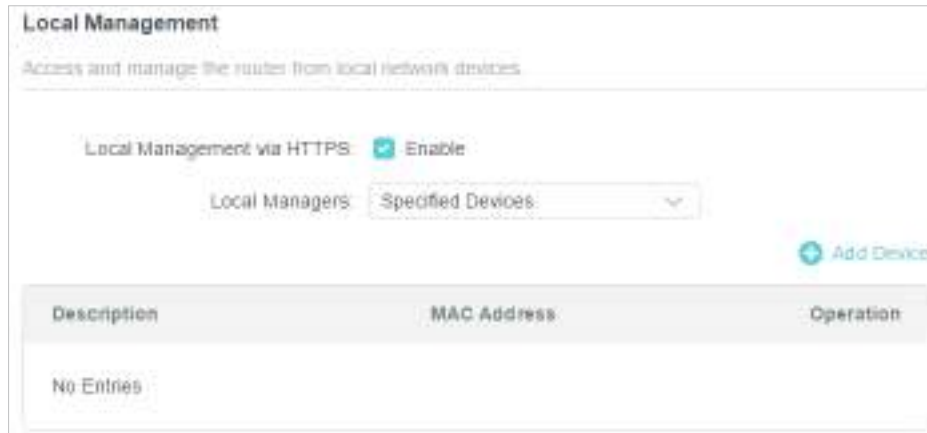 Local Management
Access and manage the router from local network devices.
Local Management via HTTPS: Enable
Local Managers: Specified Devices
Add Device
Description MAC Address Operation
No Entries